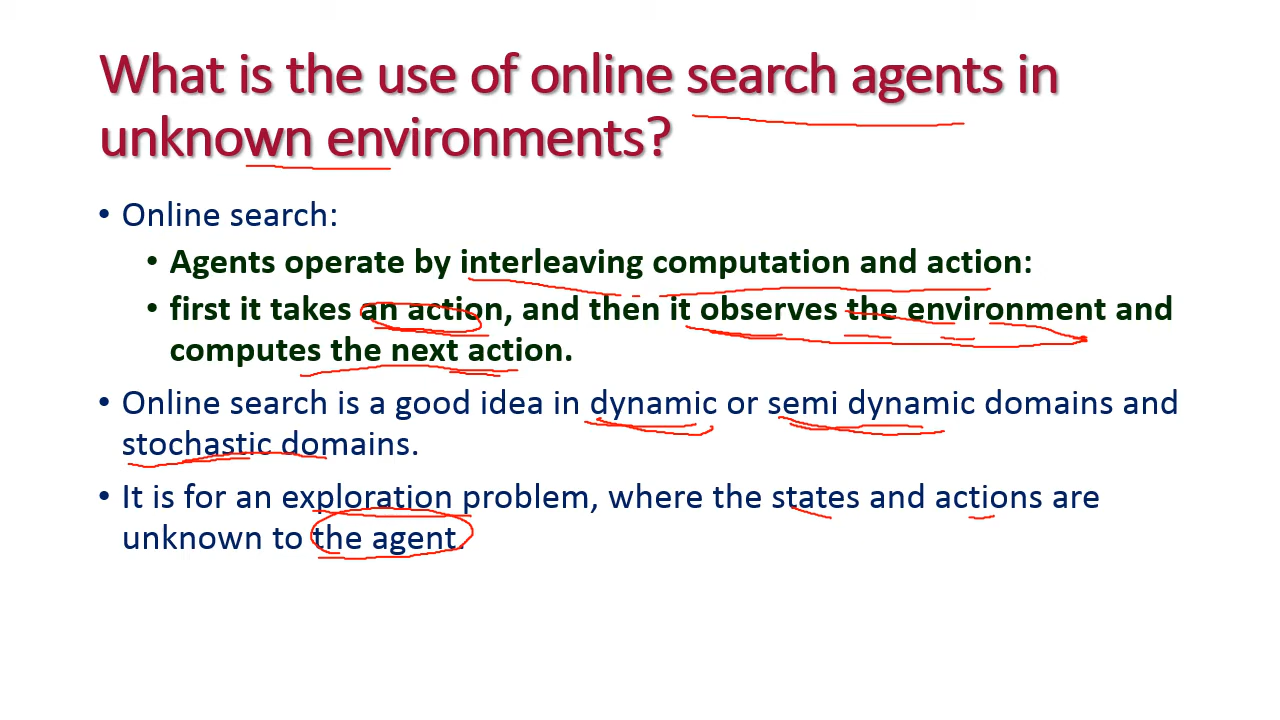 What is the use of online search agents in
unknown environments?
• Online search:
• Agents operate by interleaving computation and action:
• first it takes an action, and then it observes the environment and
computes the next action.
• Online search is a good idea in dynamic or semi dynamic domains and
stochastic domains.
• It is for an exploration problem, where the states and actions are
unknown to the agent.